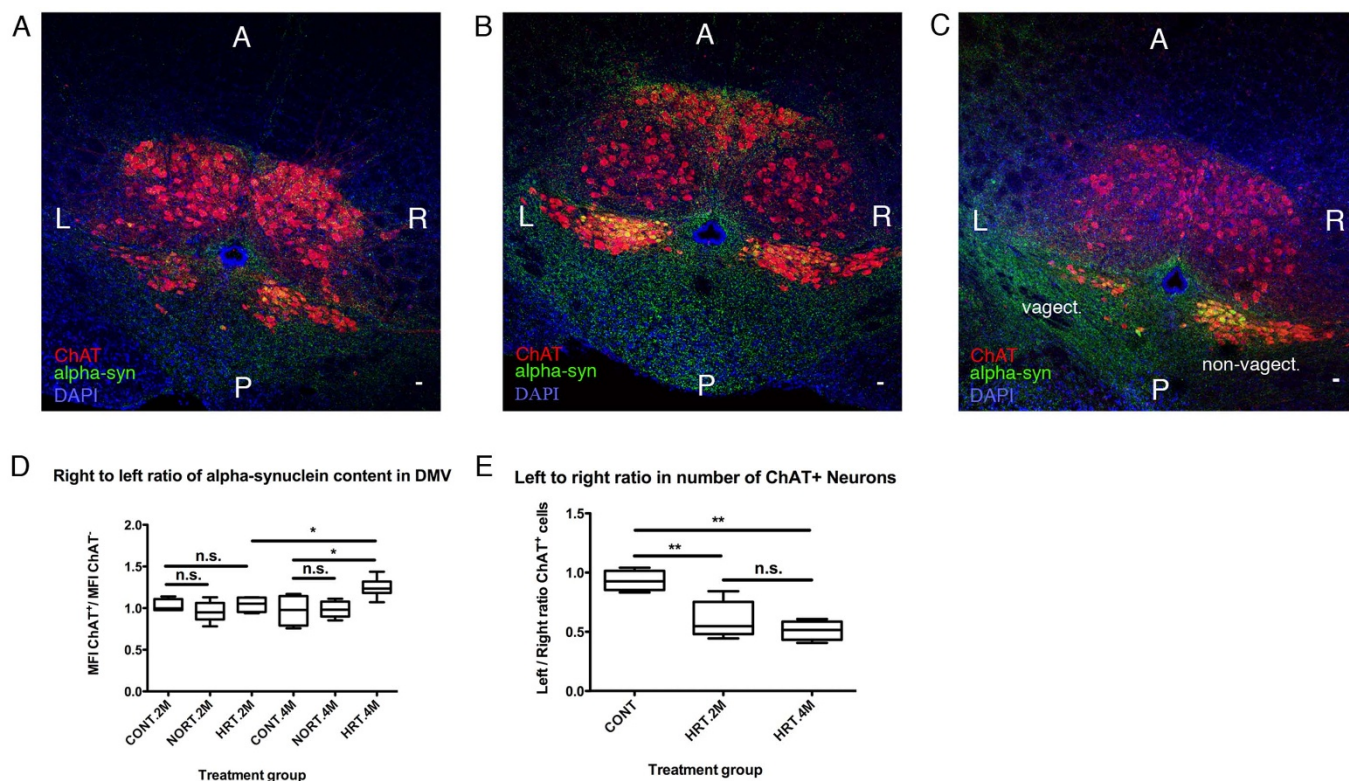 A
A
L
R
ChAT
alpha-syn
DAPI
P
B
A
L
R
ChAT
alpha-syn
DAPI
P
C
A
L
R
vagect.
non-vagect.
ChAT
alpha-syn
DAPI
P
D
Right to left ratio of alpha-synuclein content in DMV
MFI ChAT⁺/ MFI ChAT⁻
2.0
1.5
1.0
0.5
0.0
n.s.
n.s.
*
*
n.s.
CONT.2M
NORT.2M
HRT.2M
CONT.4M
NORT.4M
HRT.4M
Treatment group
E
Left to right ratio in number of ChAT+ Neurons
Left / Right ratio ChAT⁺ cells
1.5
1.0
0.5
0.0
**
**
n.s.
CONT
HRT.2M
HRT.4M
Treatment group